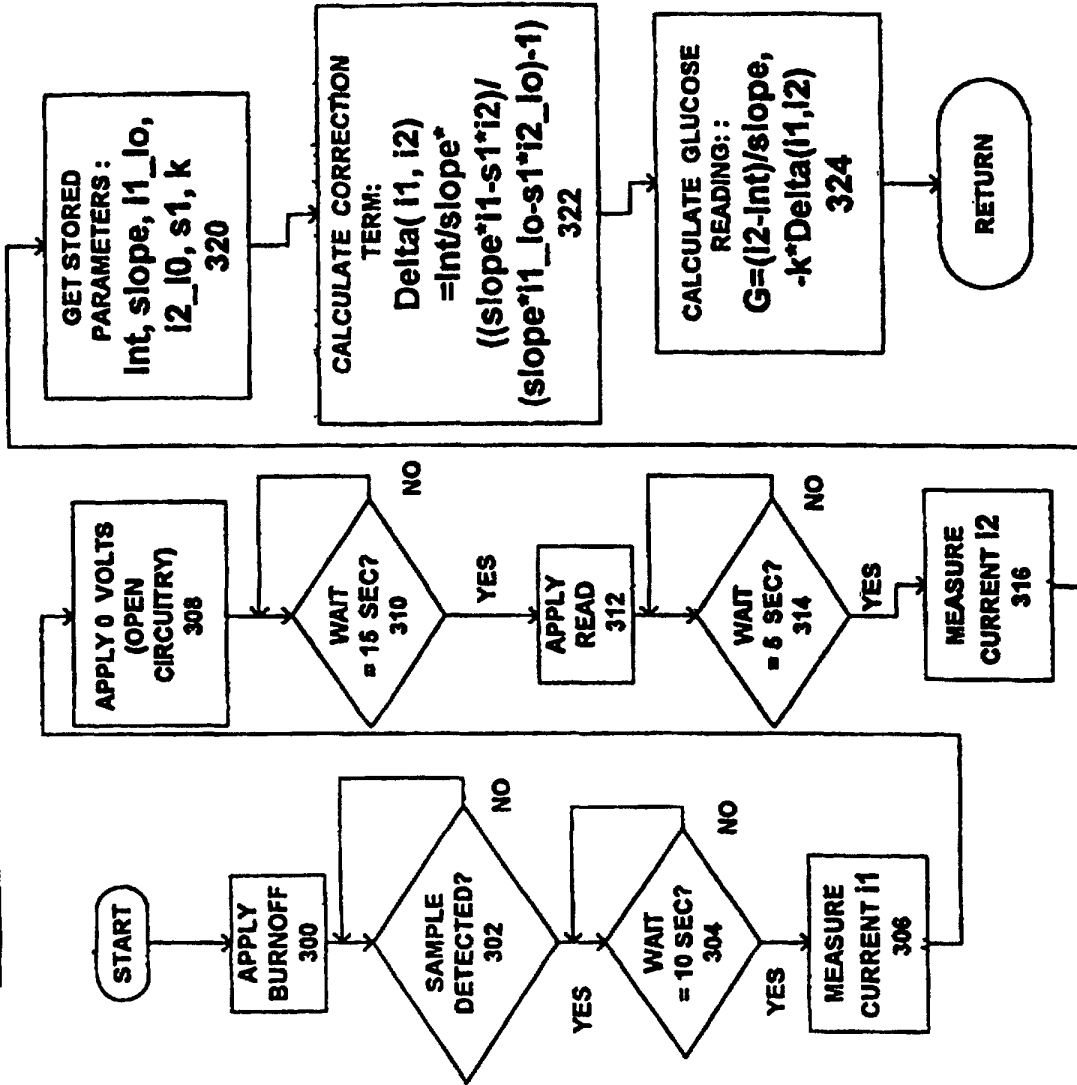 START
APPLY
BURNOFF
300
SAMPLE
DETECTED?
302
NO
YES
WAIT
= 10 SEC?
304
NO
YES
MEASURE
CURRENT i1
306
APPLY 0 VOLTS
(OPEN
CIRCUITRY)
308
WAIT
= 15 SEC?
310
NO
YES
APPLY
READ
312
WAIT
= 5 SEC?
314
NO
YES
MEASURE
CURRENT i2
316
GET STORED
PARAMETERS:
Int, slope, i1_lo,
i2_l0, s1, k
320
CALCULATE CORRECTION
TERM:
Delta( i1, i2)
=Int/slope*
((slope*i1-s1*i2)/
(slope*i1_lo-s1*i2_lo)-1)
322
CALCULATE GLUCOSE
READING: :
G=(i2-Int)/slope,
-k*Delta(i1,i2)
324
RETURN